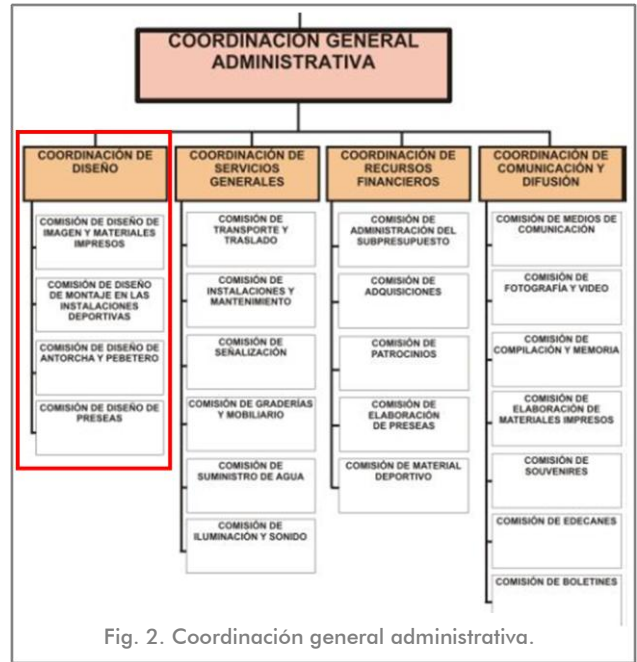 COORDINACIÓN GENERAL
ADMINISTRATIVA
COORDINACIÓN DE
DISEÑO
COMISIÓN DE DISEÑO DE
IMAGEN Y MATERIALES
IMPRESOS
COMISIÓN DE DISEÑO
DE MONTAJE EN LAS
INSTALACIONES
DEPORTIVAS
COMISIÓN DE DISEÑO DE
ANTORCHA Y PEBETERO
COMISIÓN DE DISEÑO DE
PRESEAS
COORDINACIÓN DE
SERVICIOS
GENERALES
COMISIÓN DE
TRANSPORTE Y
TRASLADO
COMISIÓN DE
INSTALACIONES Y
MANTENIMIENTO
COMISIÓN DE
SEÑALIZACIÓN
COMISIÓN DE GRADERÍAS
Y MOBILIARIO
COMISIÓN DE
SUMINISTRO DE AGUA
COMISIÓN DE
ILUMINACIÓN Y SONIDO
COORDINACIÓN DE
RECURSOS
FINANCIEROS
COMISIÓN DE
ADMINISTRACIÓN DEL
SUBPRESUPUESTO
COMISIÓN DE
ADQUISICIONES
COMISIÓN DE
PATROCINIOS
COMISIÓN DE
ELABORACIÓN
DE PRESEAS
COMISIÓN DE MATERIAL
DEPORTIVO
COORDINACIÓN DE
COMUNICACIÓN Y
DIFUSIÓN
COMISIÓN DE MEDIOS DE
COMUNICACIÓN
COMISIÓN DE
FOTOGRAFÍA Y VIDEO
COMISIÓN DE
COMPILACIÓN Y MEMORIA
COMISIÓN DE
ELABORACIÓN DE
MATERIALES IMPRESOS
COMISIÓN DE
SOUVENIRES
COMISIÓN DE EDECANES
COMISIÓN DE BOLETINES
Fig. 2. Coordinación general administrativa.